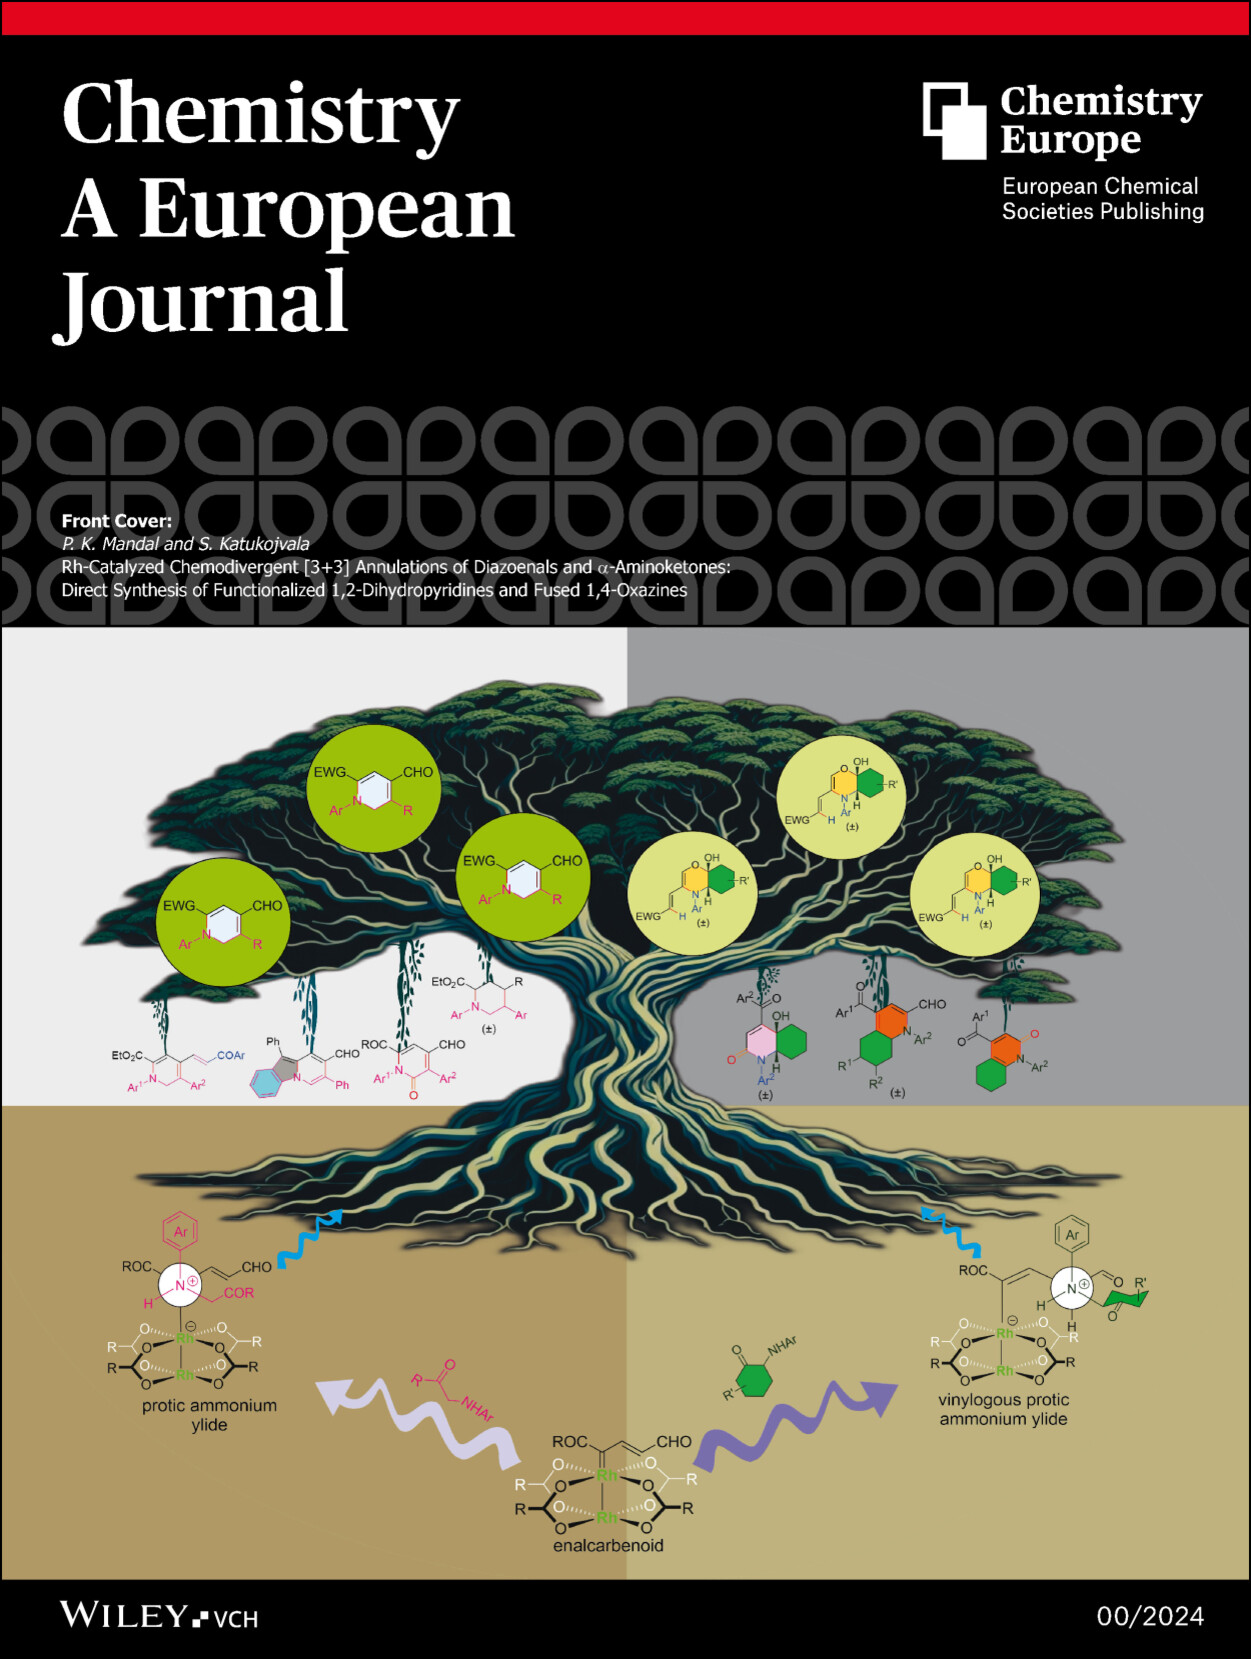 Chemistry
A European
Journal
Chemistry
Europe
European Chemical
Societies Publishing
Front Cover:
P. K. Mandal and S. Katukojvala
Rh-Catalyzed Chemodivergent [3+3] Annulations of Diazoenals and α-Aminoketones:
Direct Synthesis of Functionalized 1,2-Dihydropyridines and Fused 1,4-Oxazines
EWG CHO
N
Ar R
O OH
R'
N H
Ar
EWG H (±)
EWG CHO
N
Ar R
O OH
R'
N H
Ar
EWG H (±)
O OH
R'
N H
Ar
EWG H (±)
EWG CHO
N
Ar R
EtO₂C R
N
Ar Ar
(±)
EtO₂C COAr
N
Ar¹ Ar²
Ph
CHO
N
Ph
ROC CHO
N
Ar¹ Ar²
O
Ar² O
OH
O N H
Ar²
(±)
O
Ar¹ CHO
N
Ar²
R¹
R²
(±)
Ar¹
O O
N
Ar²
Ar
ROC CHO
N⊕
H COR
⊖
O Rh O
R O O R
R O O R
Rh
O O
protic ammonium
ylide
Ar
ROC
N⊕ O
R'
H H O
⊖
O Rh O
R O O R
R O O R
Rh
O O
vinylogous protic
ammonium ylide
O
R
NHAr
O
NHAr
R'
ROC CHO
O Rh O
R O O R
R O O R
Rh
O O
enalcarbenoid
WILEY VCH
00/2024